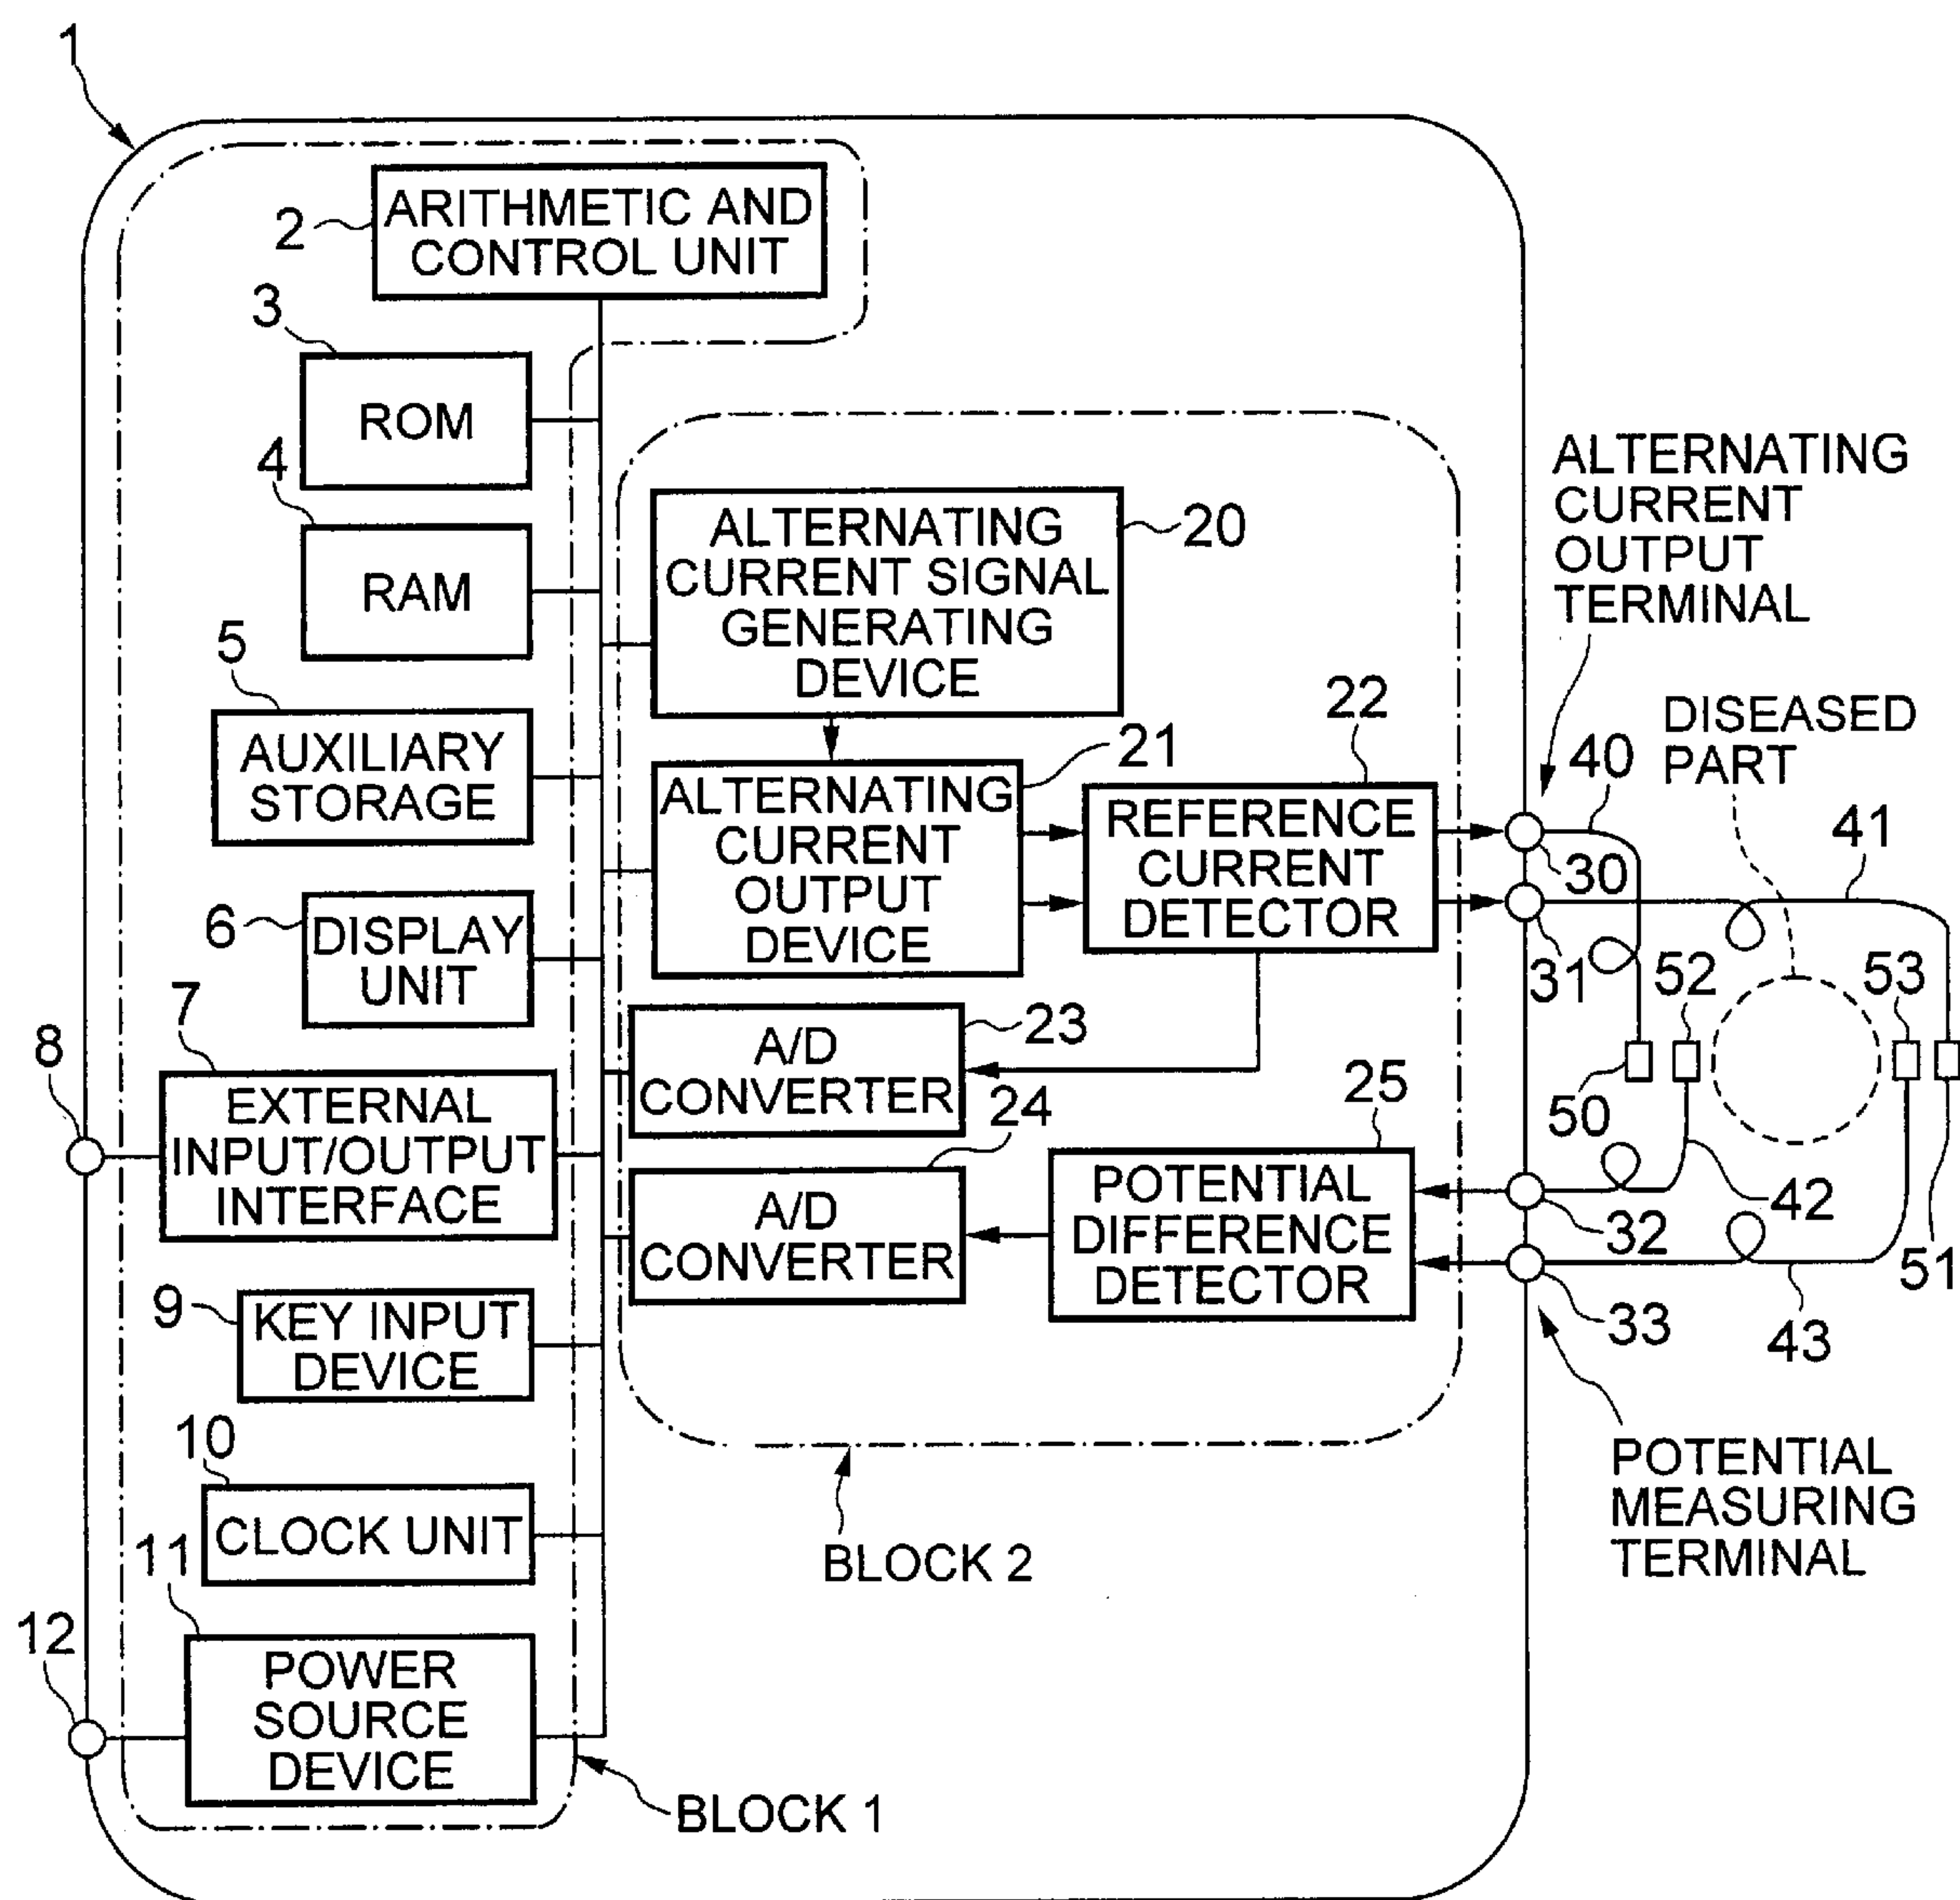 1
2
ARITHMETIC AND
CONTROL UNIT
3
ROM
4
RAM
5
AUXILIARY
STORAGE
6
DISPLAY
UNIT
7
8
EXTERNAL
INPUT/OUTPUT
INTERFACE
9
KEY INPUT
DEVICE
10
CLOCK UNIT
11
12
POWER
SOURCE
DEVICE
BLOCK 1
ALTERNATING
CURRENT SIGNAL
GENERATING
DEVICE
20
ALTERNATING
CURRENT
OUTPUT
DEVICE
21
22
REFERENCE
CURRENT
DETECTOR
A/D
CONVERTER
23
A/D
CONVERTER
24
25
POTENTIAL
DIFFERENCE
DETECTOR
BLOCK 2
ALTERNATING
CURRENT
OUTPUT
TERMINAL
DISEASED
PART
40
41
30
31
52
53
50
42
32
51
33
43
POTENTIAL
MEASURING
TERMINAL